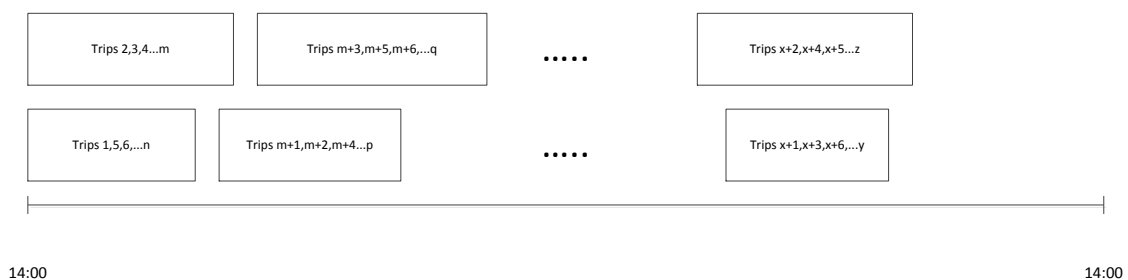 Trips 2,3,4...m
Trips m+3,m+5,m+6,...q
.....
Trips x+2,x+4,x+5...z
Trips 1,5,6,...n
Trips m+1,m+2,m+4...p
.....
Trips x+1,x+3,x+6,...y
14:00
14:00